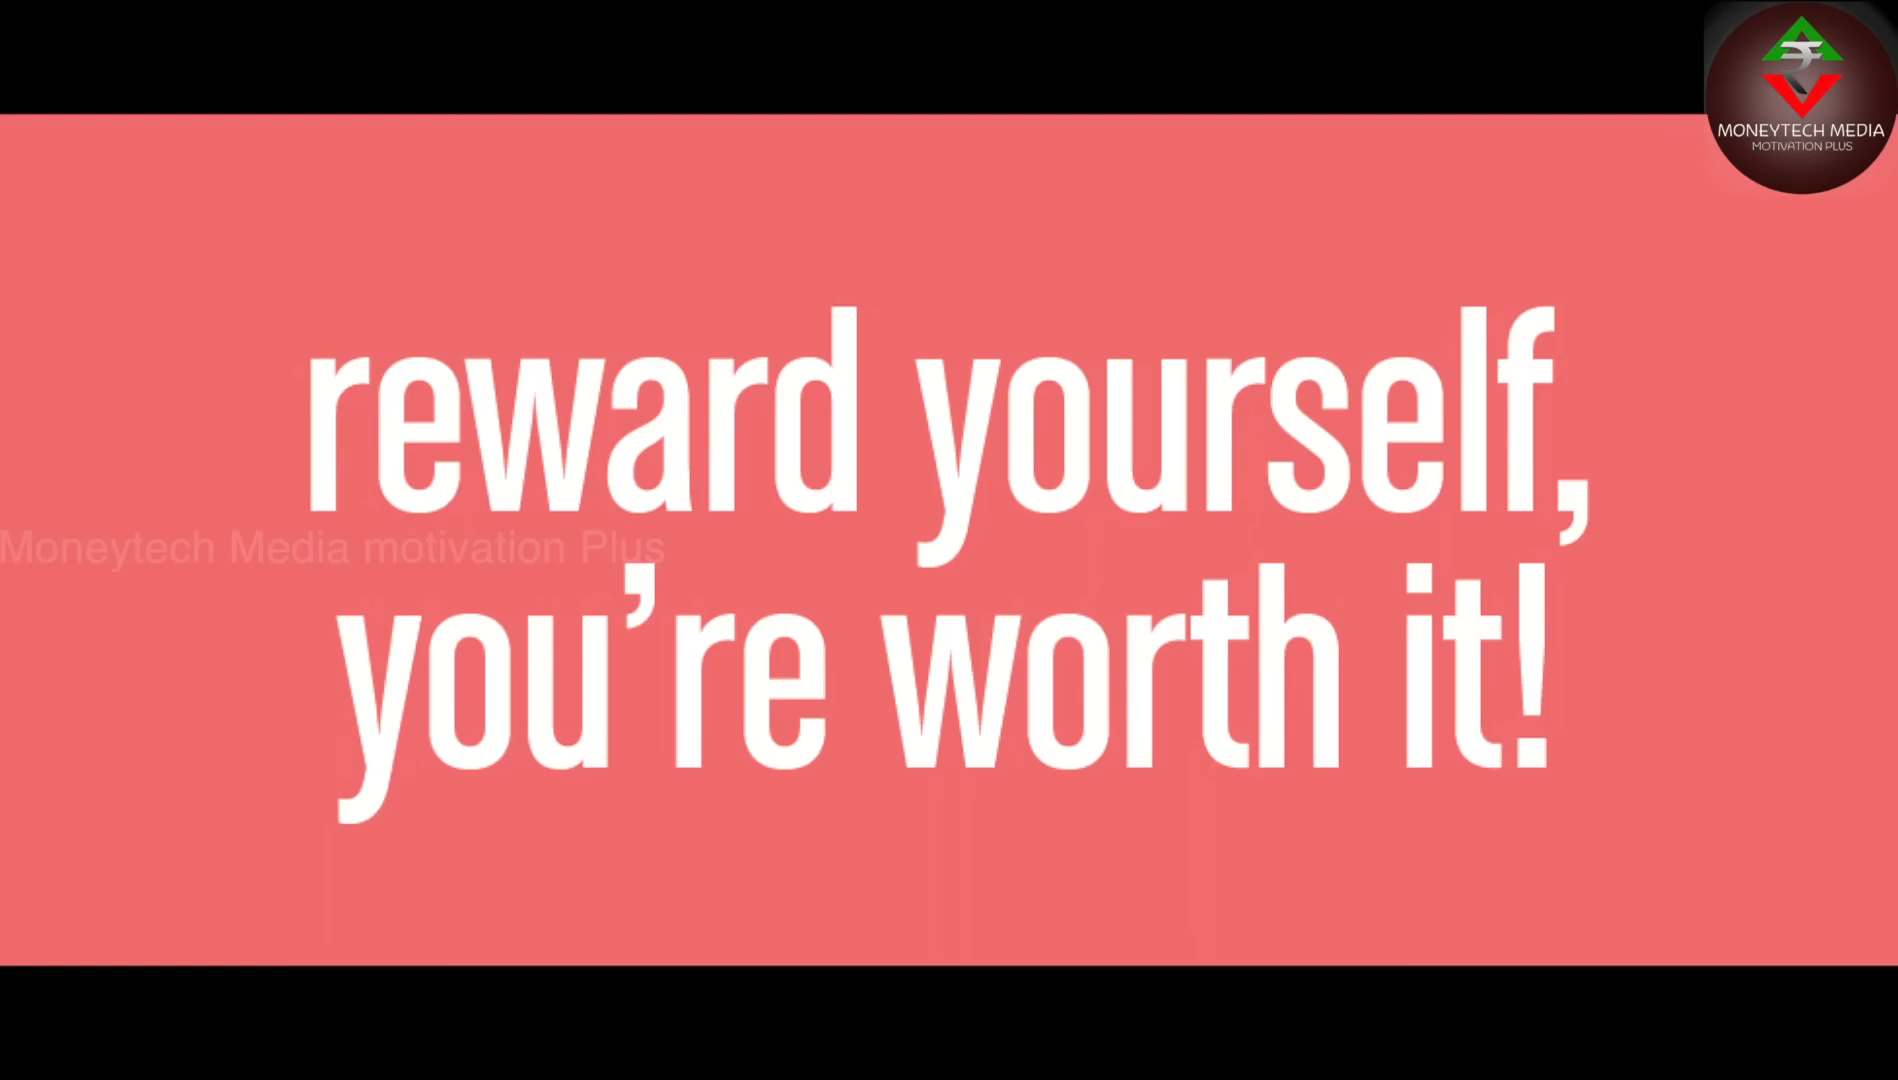 MONEYTECH MEDIA
MOTIVATION PLUS
reward yourself,
Moneytech Media motivation Plus
you’re worth it!